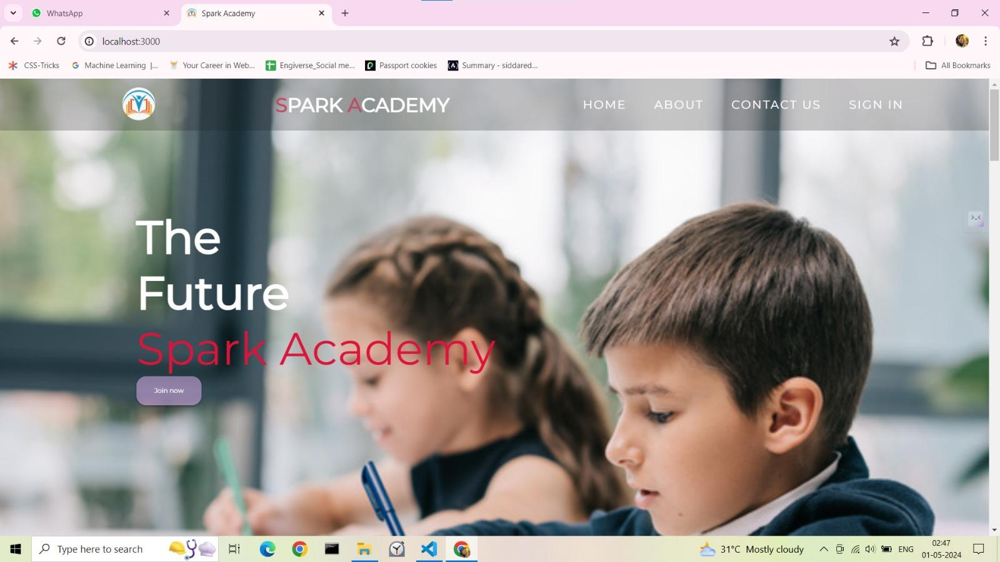 WhatsApp
Spark Academy
localhost:3000
CSS-Tricks
Machine Learning |...
Your Career in Web...
Engiverse_Social me...
Passport cookies
Summary - siddared...
All Bookmarks
SPARK ACADEMY
HOME
ABOUT
CONTACT US
SIGN IN
The
Future
Spark Academy
Join now
Type here to search
31°C Mostly cloudy
ENG
02:47
01-05-2024